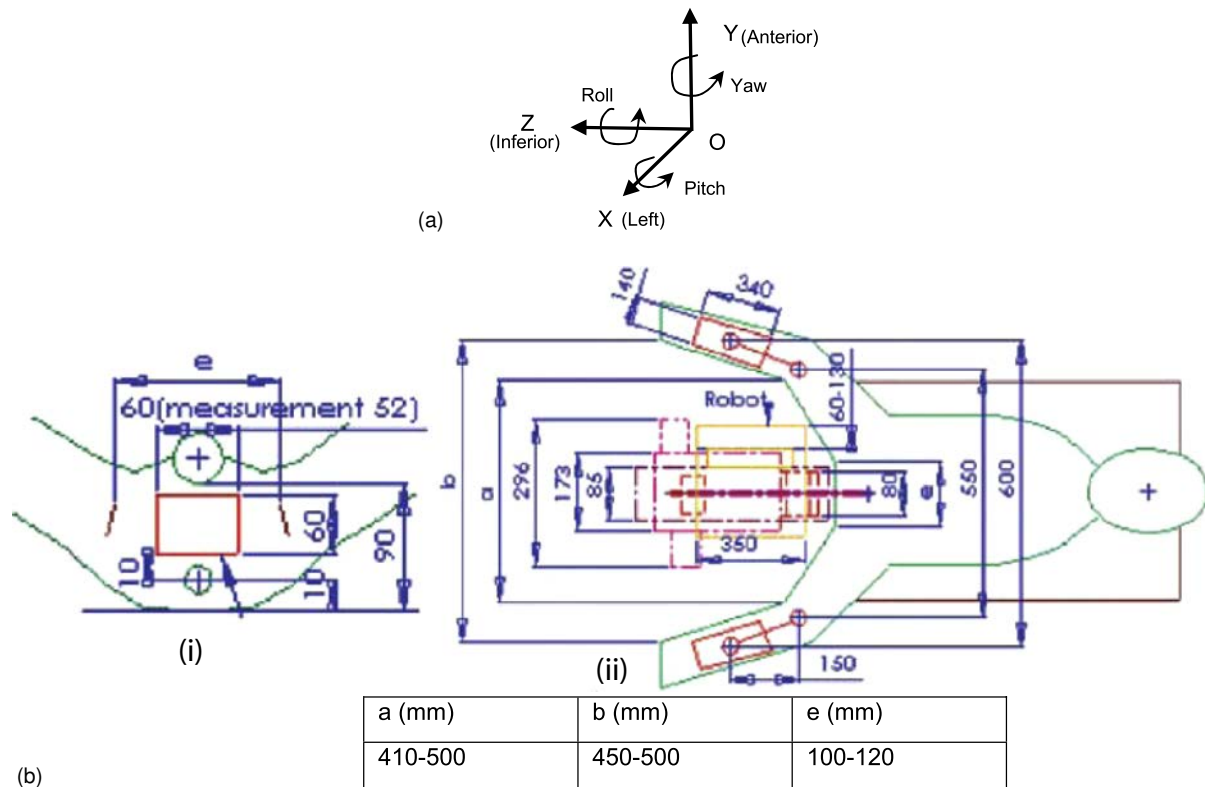 Y (Anterior)
Yaw
Roll
Z
(Inferior)
O
Pitch
X (Left)
(a)
e
60(measurement 52)
60
90
10
10
(i)
140
340
60-130
Robot
b
a
296
173
85
350
80
e
550
600
150
(ii)
a (mm) b (mm) e (mm)
410-500 450-500 100-120
(b)